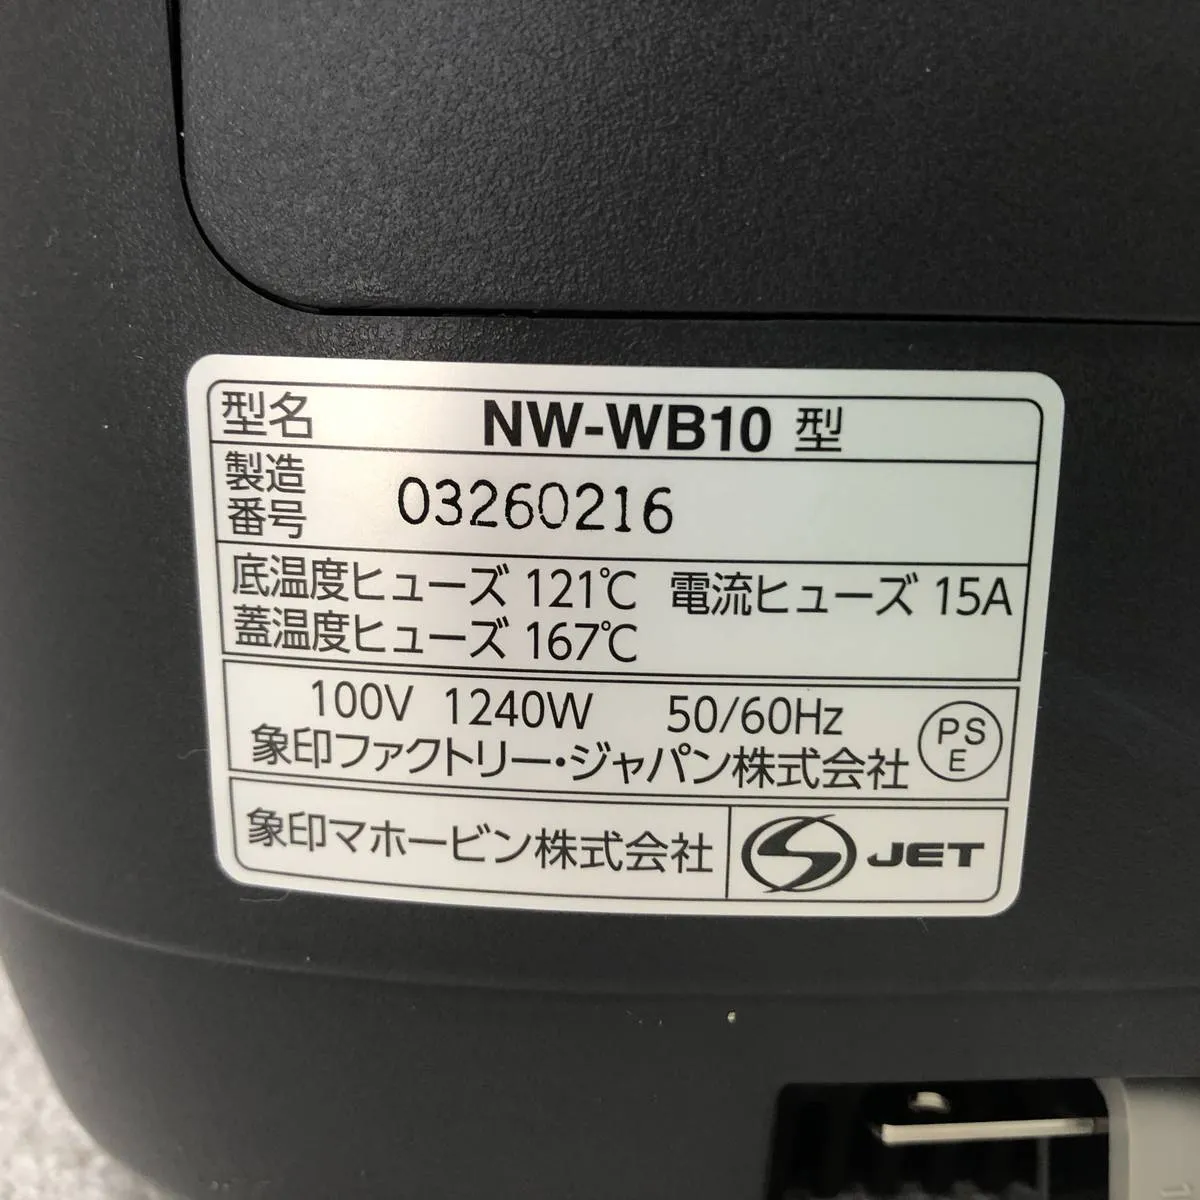 型名 NW-WB10 型
製造
番号 03260216
底温度ヒューズ 121℃ 電流ヒューズ 15A
蓋温度ヒューズ 167℃
100V 1240W 50/60Hz
象印ファクトリー・ジャパン株式会社
PS
E
象印マホービン株式会社 JET